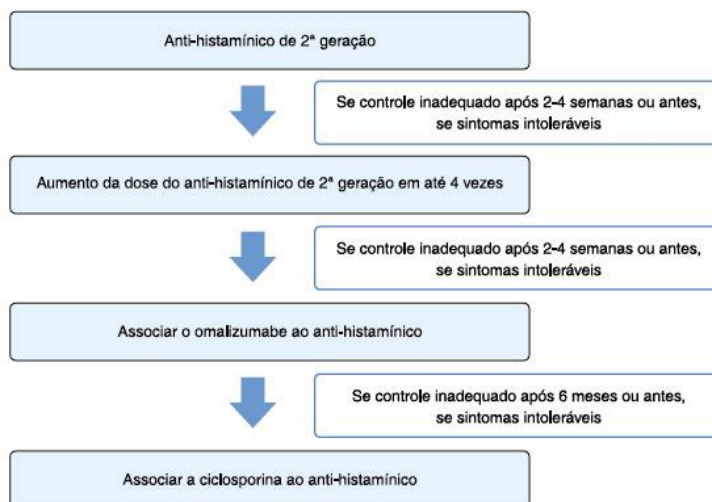 Anti-histamínico de 2ª geração
Se controle inadequado após 2-4 semanas ou antes,
se sintomas intoleráveis
Aumento da dose do anti-histamínico de 2ª geração em até 4 vezes
Se controle inadequado após 2-4 semanas ou antes,
se sintomas intoleráveis
Associar o omalizumabe ao anti-histamínico
Se controle inadequado após 6 meses ou antes,
se sintomas intoleráveis
Associar a ciclosporina ao anti-histamínico